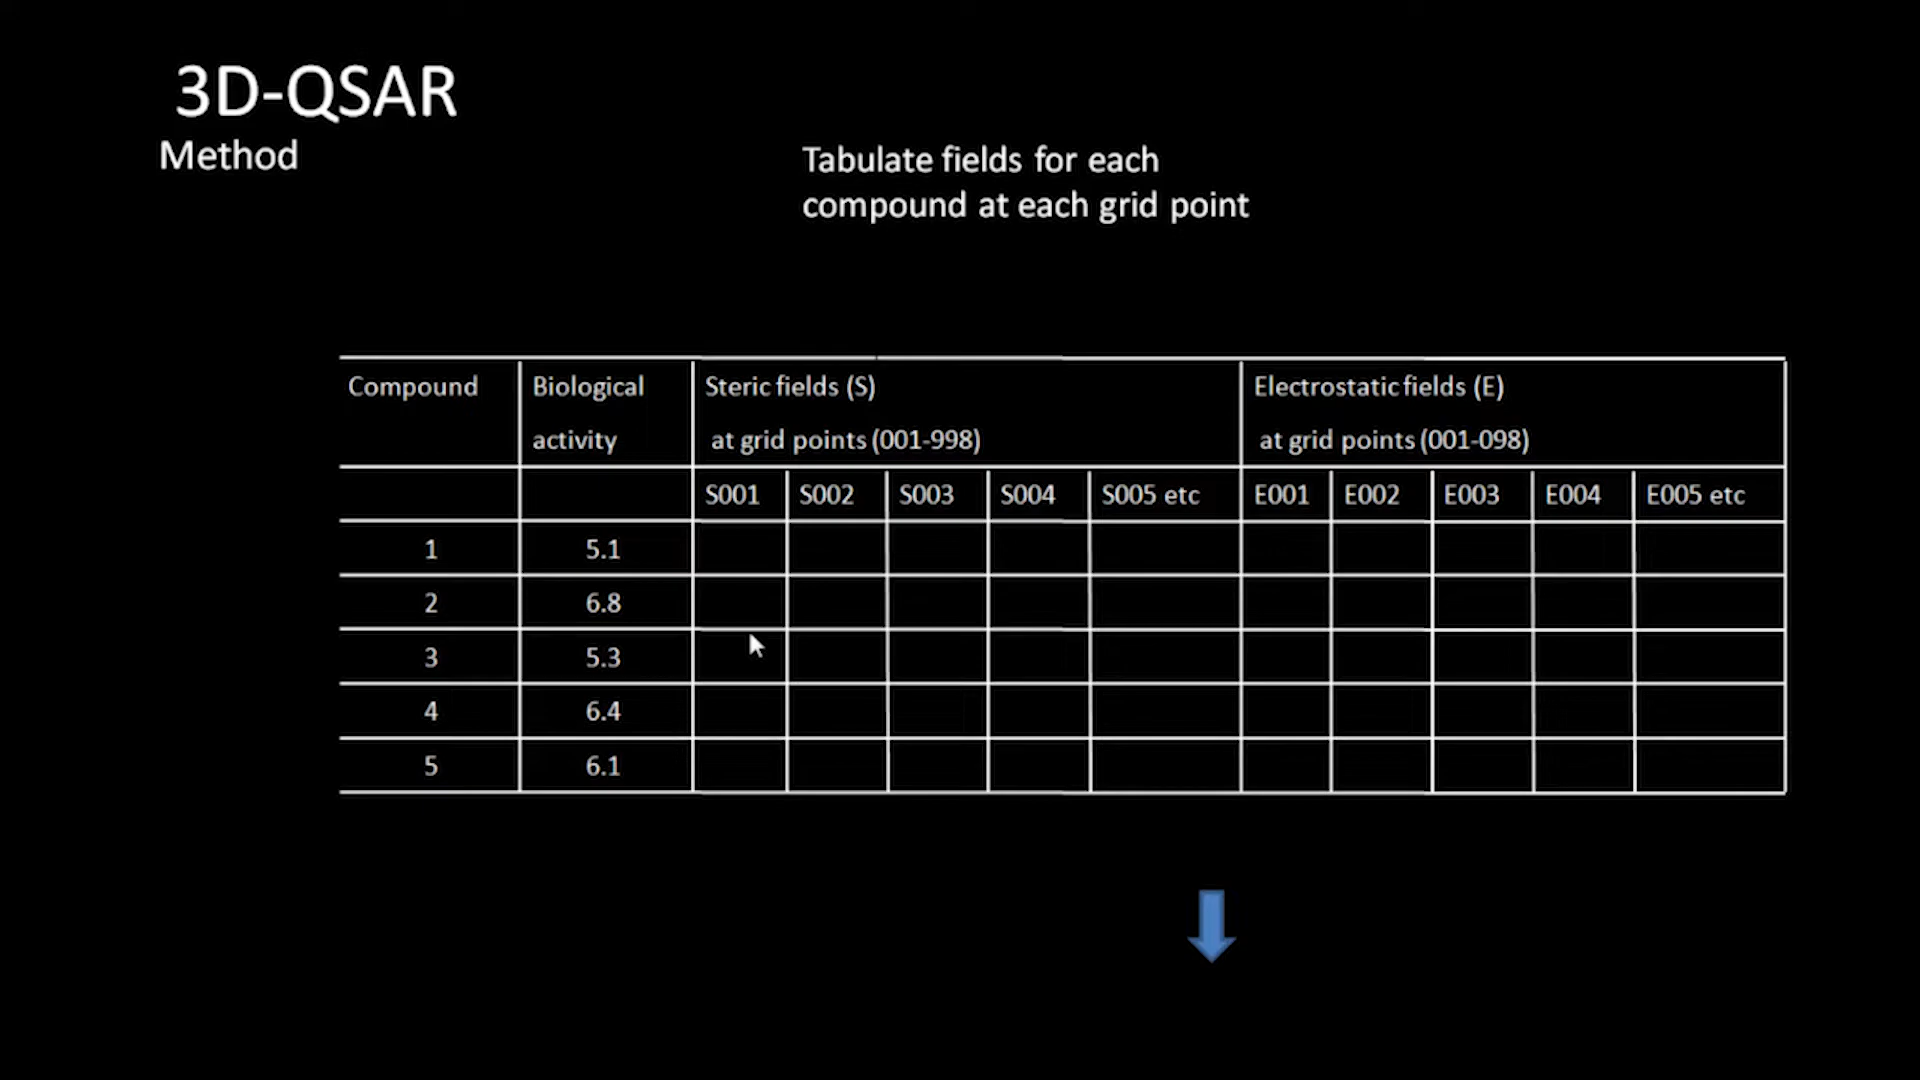 3D-QSAR
Method
Tabulate fields for each
compound at each grid point
Compound Biological Steric fields (S) Electrostatic fields (E)
activity at grid points (001-998) at grid points (001-098)
S001 S002 S003 S004 S005 etc E001 E002 E003 E004 E005 etc
1 5.1
2 6.8
3 5.3
4 6.4
5 6.1